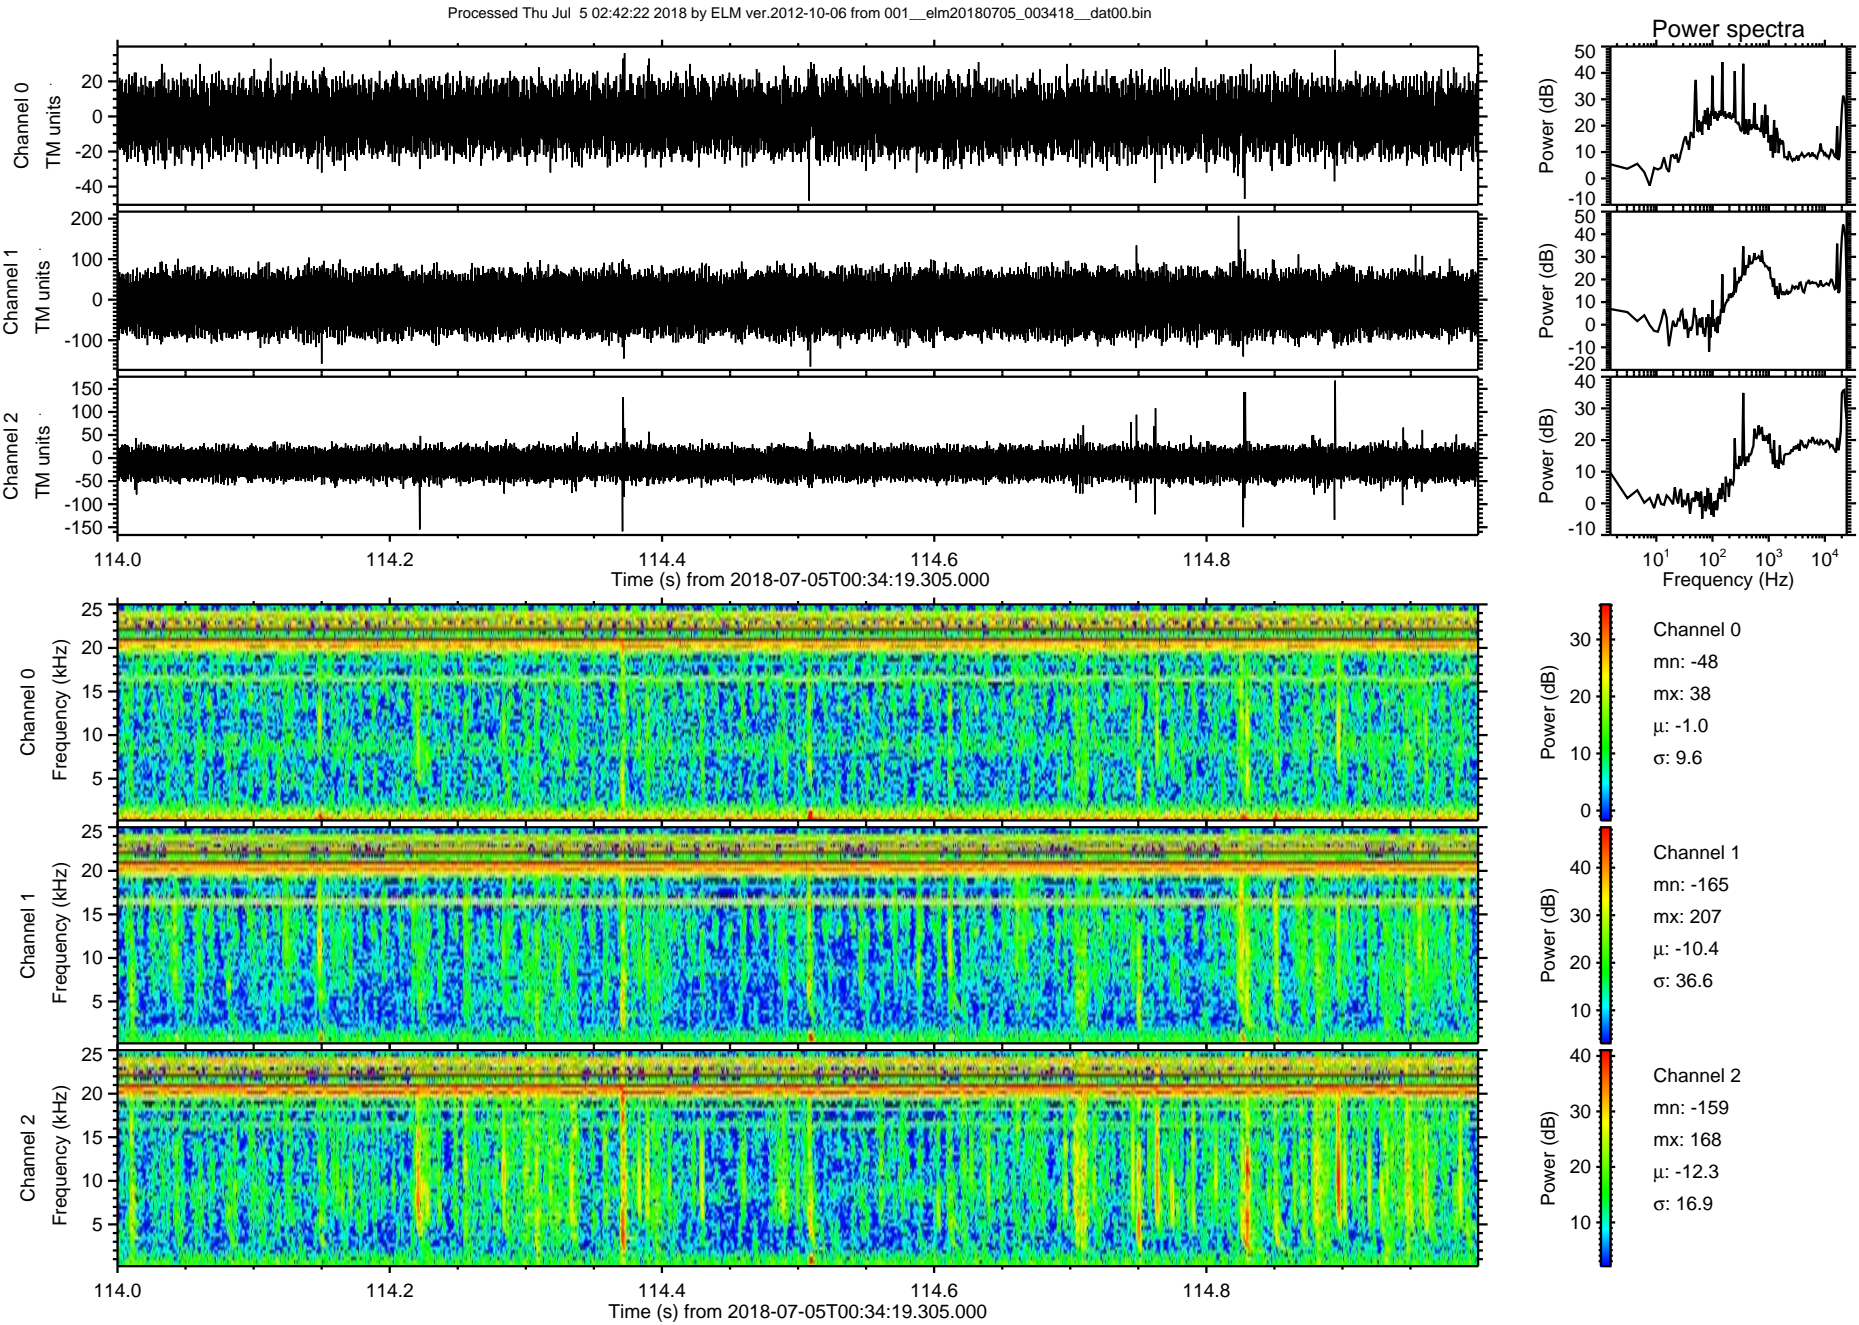 Processed Thu Jul  5 02:42:22 2018 by ELM ver.2012-10-06 from 001__elm20180705_003418__dat00.bin
Power spectra
Channel 0
TM units
20
0
-20
-40
Power (dB)
50
40
30
20
10
0
-10
Channel 1
TM units
200
100
0
-100
Power (dB)
50
40
30
20
10
0
-10
-20
Channel 2
TM units
150
100
50
0
-50
-100
-150
Power (dB)
40
30
20
10
0
-10
114.0 114.2 114.4 114.6 114.8
Time (s) from 2018-07-05T00:34:19.305.000
10^1 10^2 10^3 10^4
Frequency (Hz)
Channel 0
Frequency (kHz)
25
20
15
10
5
Power (dB)
30
20
10
0
Channel 0
mn: -48
mx: 38
μ: -1.0
σ: 9.6
Channel 1
Frequency (kHz)
25
20
15
10
5
Power (dB)
40
30
20
10
Channel 1
mn: -165
mx: 207
μ: -10.4
σ: 36.6
Channel 2
Frequency (kHz)
25
20
15
10
5
Power (dB)
40
30
20
10
Channel 2
mn: -159
mx: 168
μ: -12.3
σ: 16.9
114.0 114.2 114.4 114.6 114.8
Time (s) from 2018-07-05T00:34:19.305.000